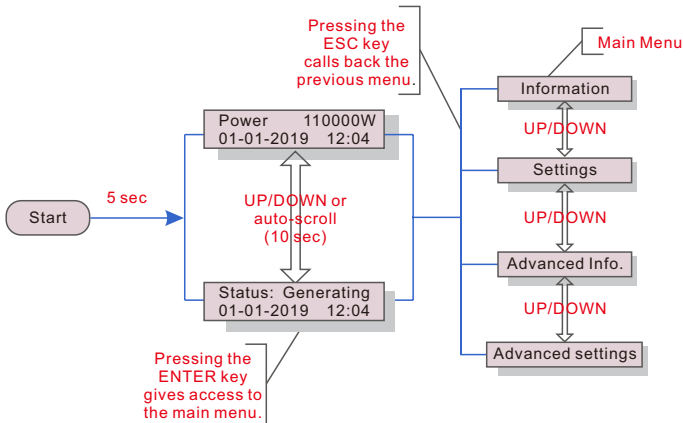 Pressing the
ESC key
calls back the
previous menu.
Main Menu
Information
UP/DOWN
Settings
UP/DOWN
Advanced Info.
UP/DOWN
Advanced settings
Power 110000W
01-01-2019 12:04
5 sec
Start
UP/DOWN or
auto-scroll
(10 sec)
Status: Generating
01-01-2019 12:04
Pressing the
ENTER key
gives access to
the main menu.